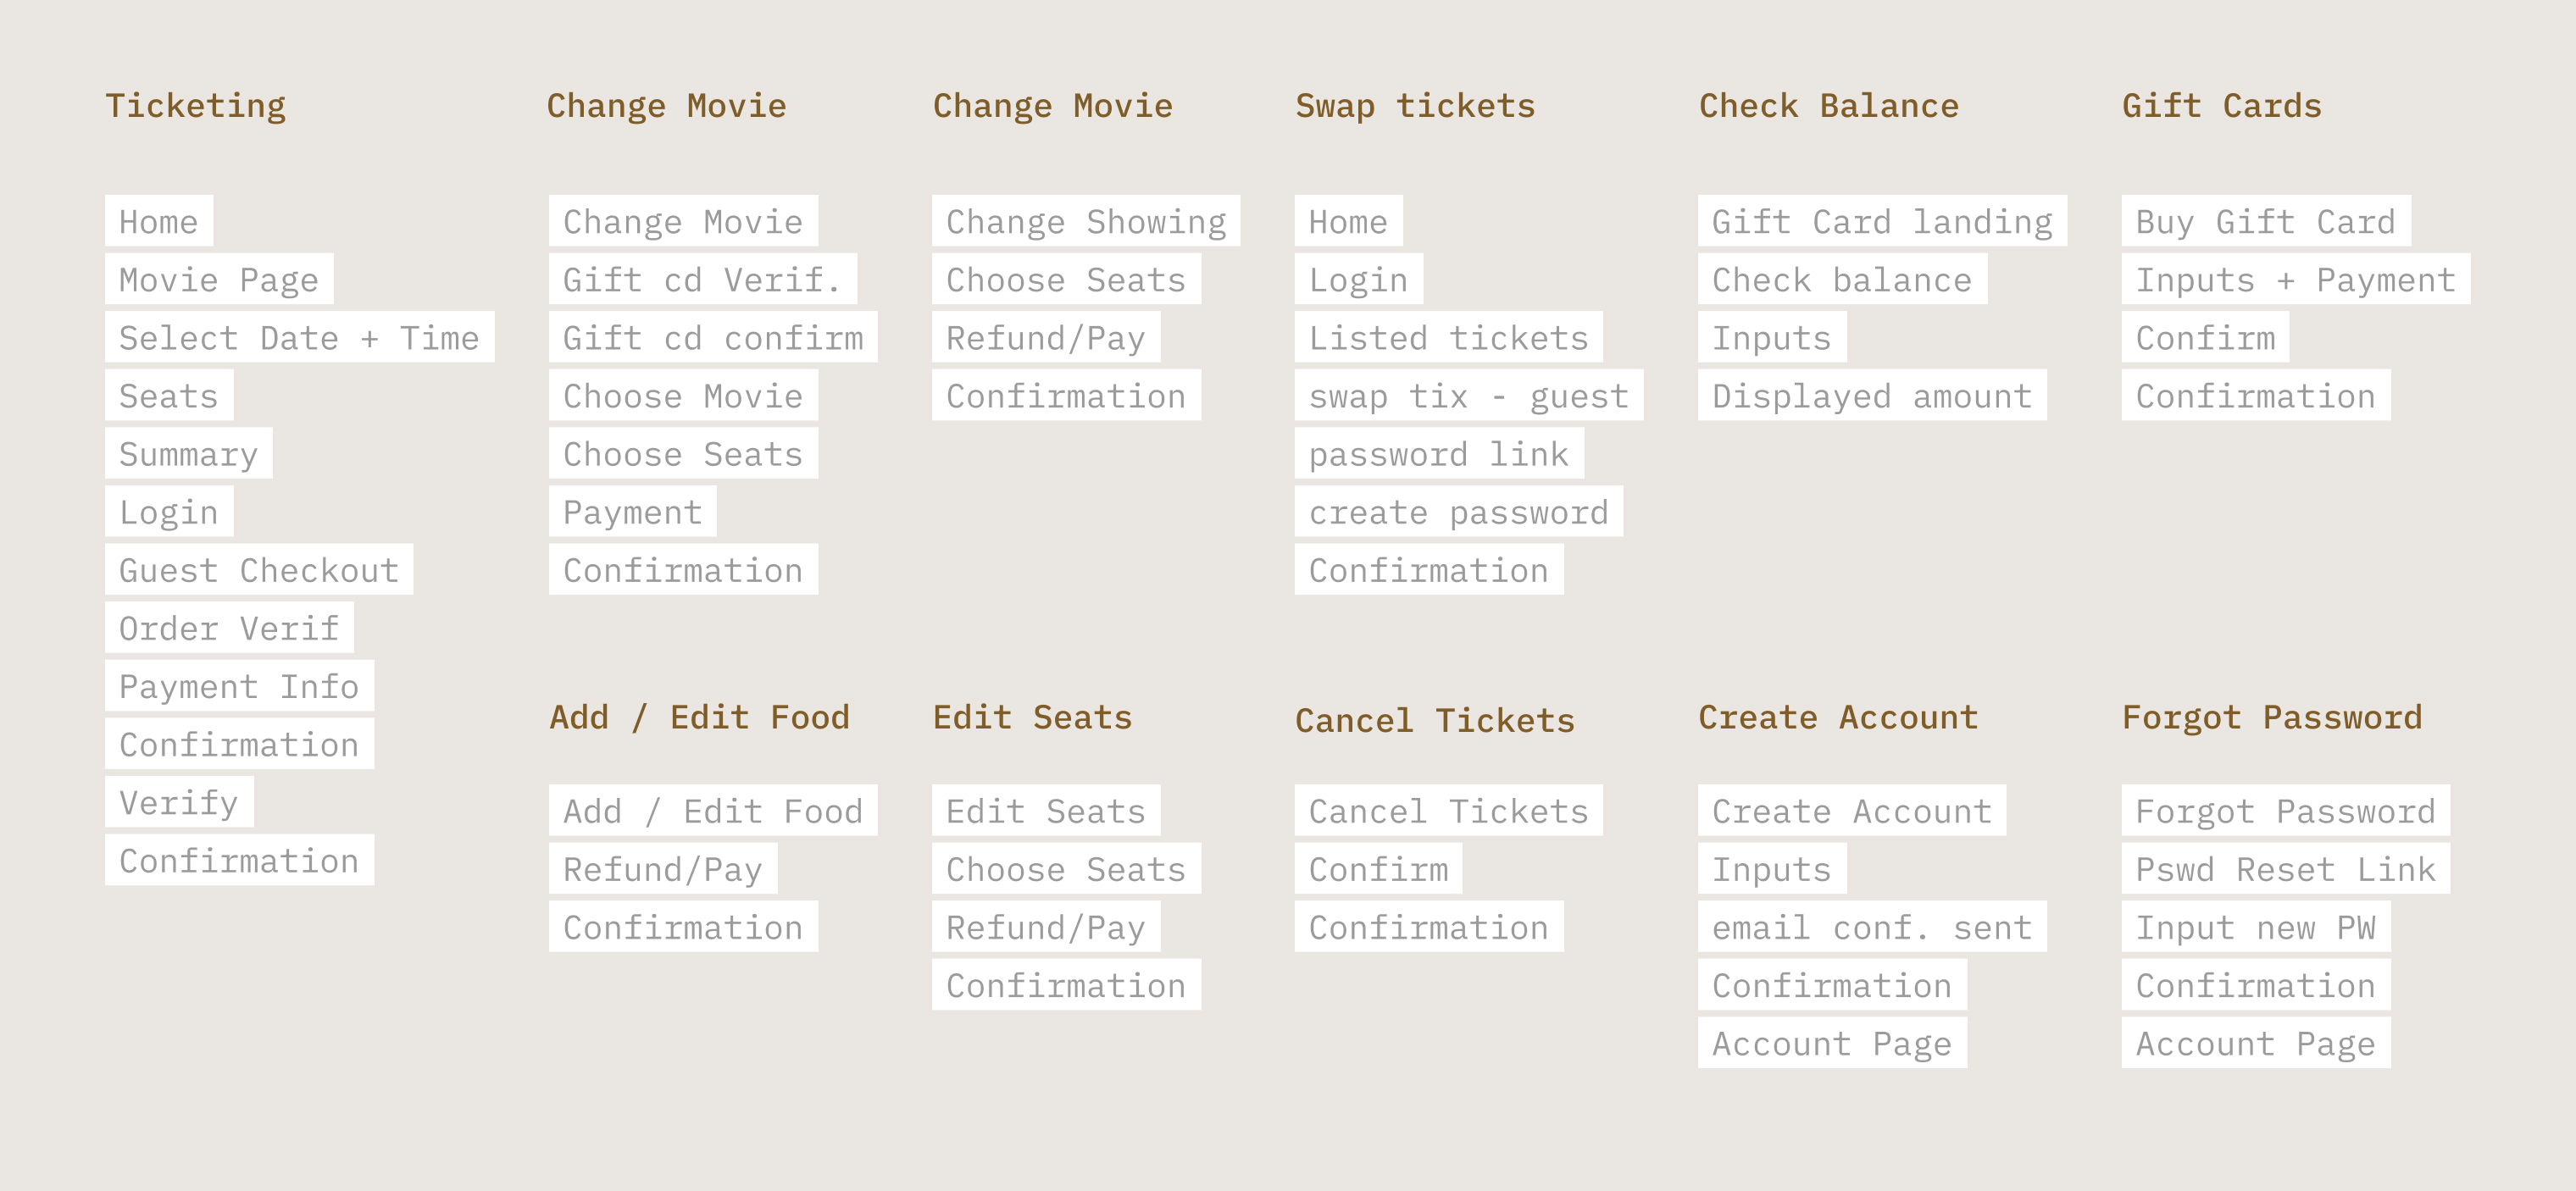 Ticketing
Home
Movie Page
Select Date + Time
Seats
Summary
Login
Guest Checkout
Order Verif
Payment Info
Confirmation
Verify
Confirmation
Change Movie
Change Movie
Gift cd Verif.
Gift cd confirm
Choose Movie
Choose Seats
Payment
Confirmation
Change Movie
Change Showing
Choose Seats
Refund/Pay
Confirmation
Swap tickets
Home
Login
Listed tickets
swap tix - guest
password link
create password
Confirmation
Check Balance
Gift Card landing
Check balance
Inputs
Displayed amount
Gift Cards
Buy Gift Card
Inputs + Payment
Confirm
Confirmation
Add / Edit Food
Add / Edit Food
Refund/Pay
Confirmation
Edit Seats
Edit Seats
Choose Seats
Refund/Pay
Confirmation
Cancel Tickets
Cancel Tickets
Confirm
Confirmation
Create Account
Create Account
Inputs
email conf. sent
Confirmation
Account Page
Forgot Password
Forgot Password
Pswd Reset Link
Input new PW
Confirmation
Account Page